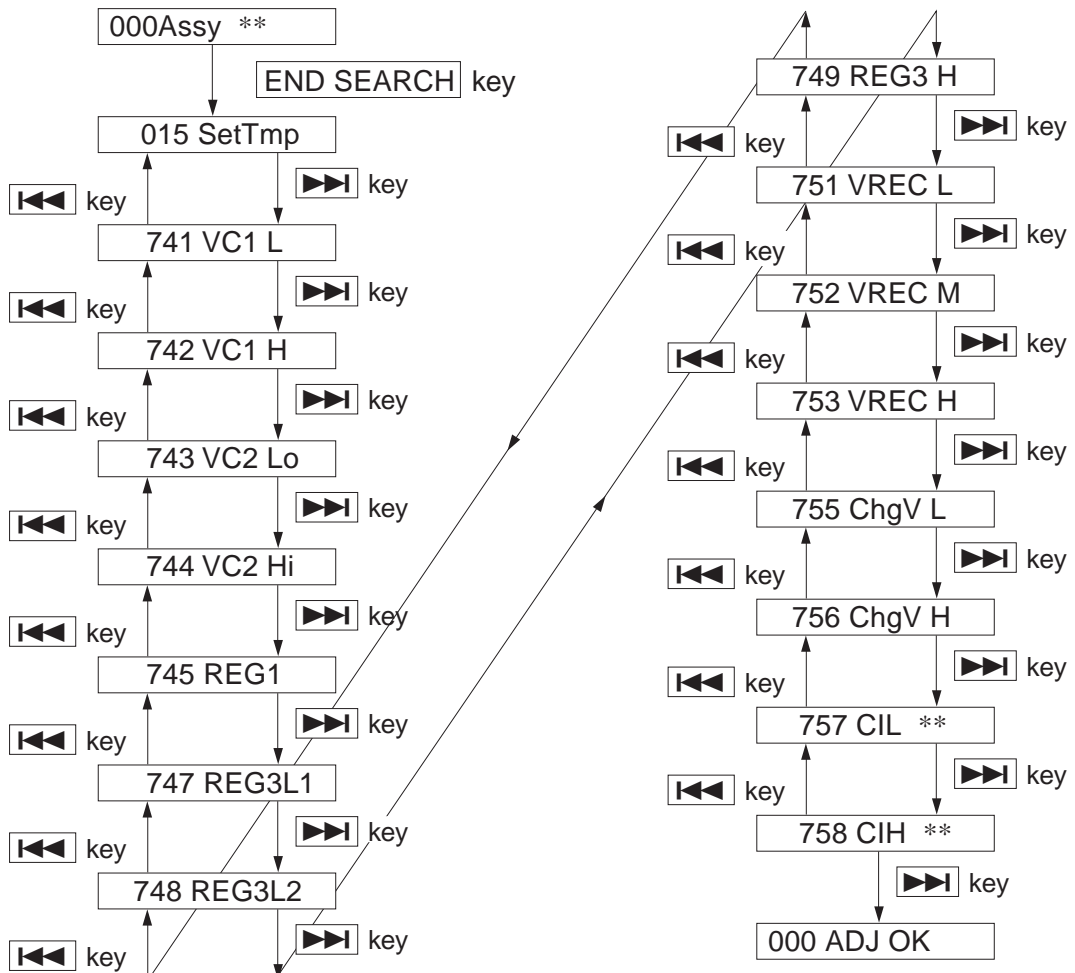 000Assy **
END SEARCH key
015 SetTmp
key
key
741 VC1 L
key
key
742 VC1 H
key
key
743 VC2 Lo
key
key
744 VC2 Hi
key
key
745 REG1
key
key
747 REG3L1
key
key
748 REG3L2
key
key
749 REG3 H
key
key
751 VREC L
key
key
752 VREC M
key
key
753 VREC H
key
key
755 ChgV L
key
key
756 ChgV H
key
key
757 CIL **
key
key
758 CIH **
key
000 ADJ OK